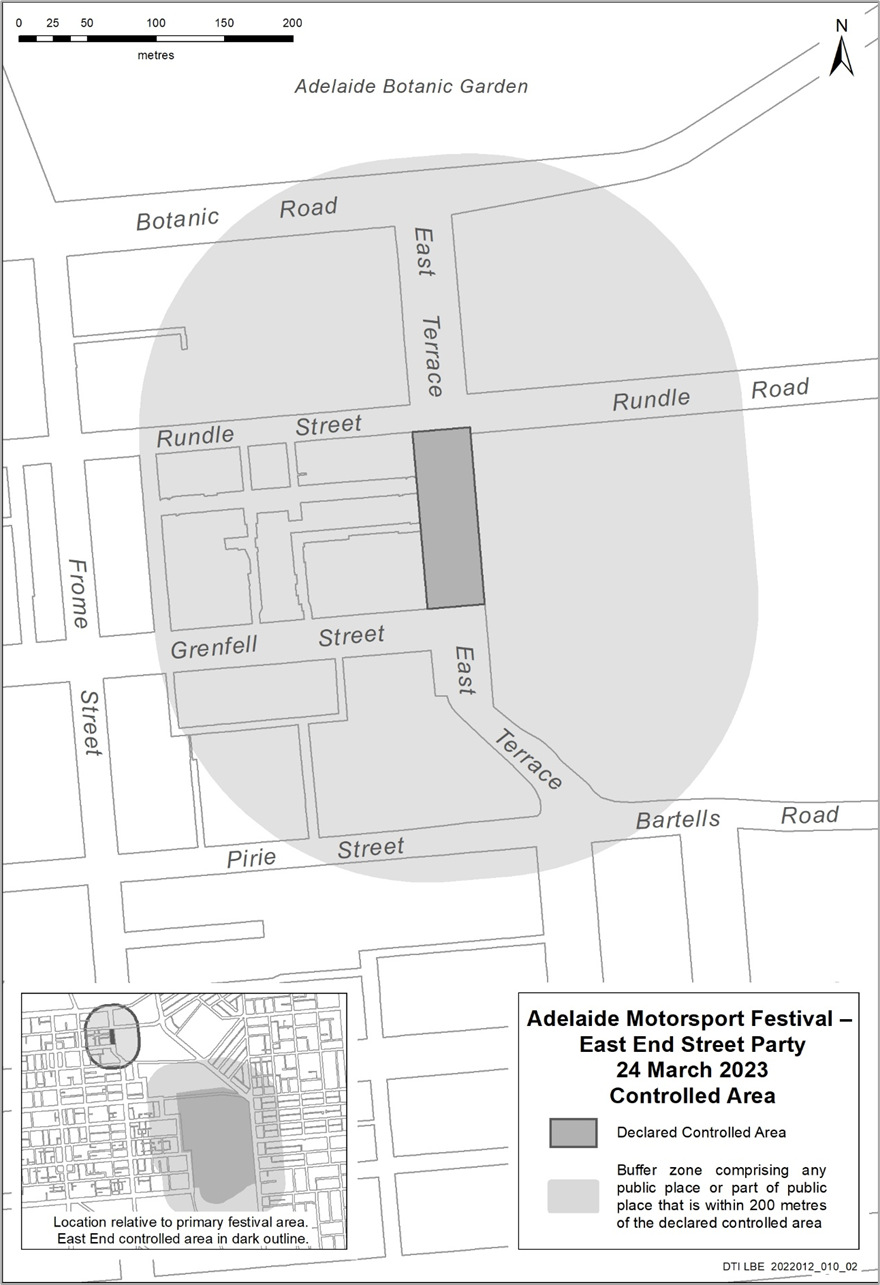 0 25 50 100 150 200
metres
N
Adelaide Botanic Garden
Botanic Road
East Terrace
Rundle Road
Rundle Street
Frome Street
Grenfell Street
East Terrace
Bartells Road
Pirie Street
Location relative to primary festival area.
East End controlled area in dark outline.
Adelaide Motorsport Festival –
East End Street Party
24 March 2023
Controlled Area
Declared Controlled Area
Buffer zone comprising any
public place or part of public
place that is within 200 metres
of the declared controlled area
DTI LBE 2022012_010_02